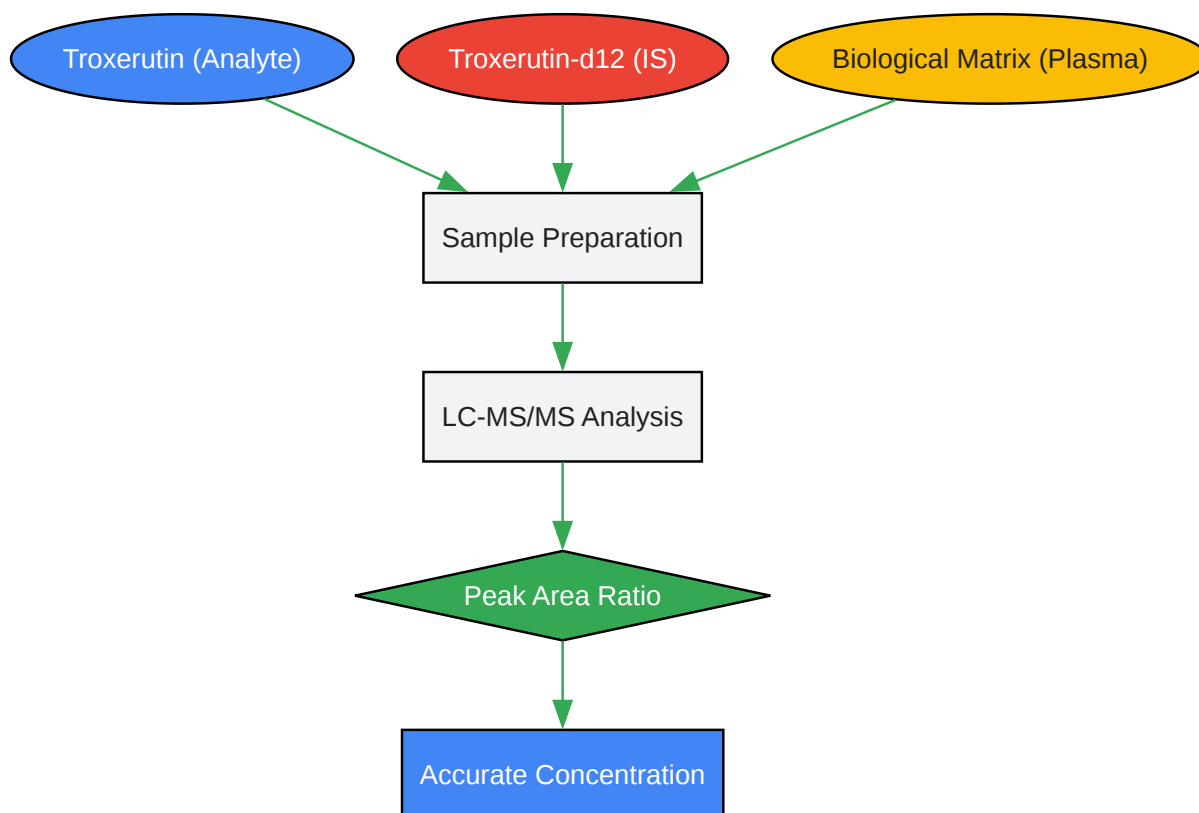 Troxerutin (Analyte)
Troxerutin-d12 (IS)
Biological Matrix (Plasma)
Sample Preparation
LC-MS/MS Analysis
Peak Area Ratio
Accurate Concentration